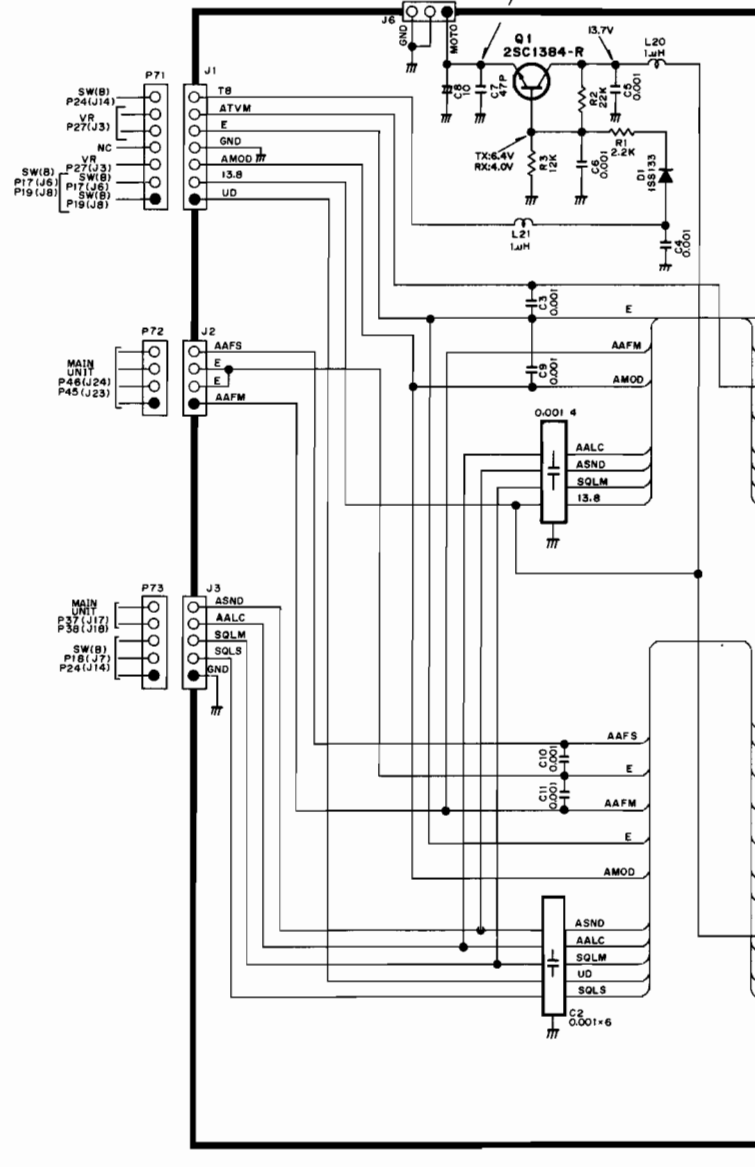 J6
GND
MOTO
Q1
2SC1384-R
13.7V
L20
1μH
C8
10
C7
47P
R2
22K
C5
0.001
R1
2.2K
TX:6.4V
RX:4.0V
R3
12K
C6
0.001
D1
1SS133
C4
0.001
L21
1μH
P71
J1
SW(B)
P24(J14)
VR
P27(J3)
NC
VR
P27(J3)
SW(B)
P17(J6)
P19(J8)
SW(B)
P17(J6)
SW(B)
P19(J8)
T8
ATVM
E
GND
AMOD
13.8
UD
C3
0.001
E
AAFM
C9
0.001
AMOD
P72
J2
MAIN
UNIT
P46(J24)
P45(J23)
AAFS
E
E
AAFM
0.001 4
AALC
ASND
SQLM
13.8
P73
J3
MAIN
UNIT
P37(J17)
P38(J18)
SW(B)
P18(J7)
P24(J14)
ASND
AALC
SQLM
SQLS
GND
AAFS
C10
0.001
E
C11
0.001
AAFM
E
AMOD
ASND
AALC
SQLM
UD
SQLS
C2
0.001×6